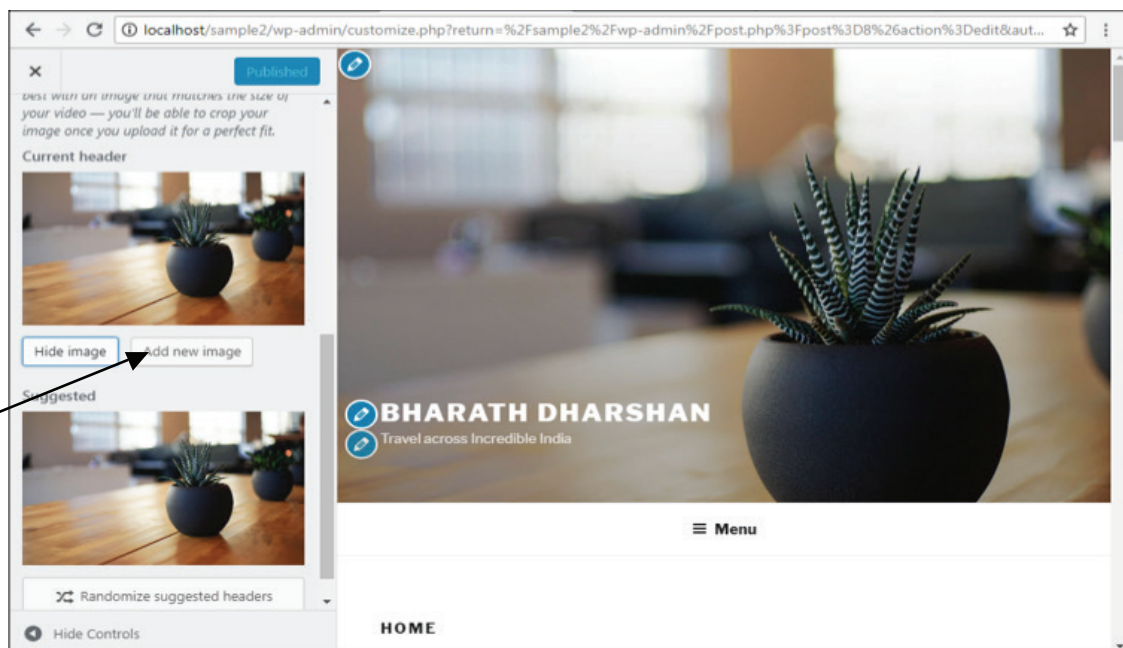 localhost/sample2/wp-admin/customize.php?return=%2Fsample2%2Fwp-admin%2Fpost.php%3Fpost%3D8%26action%3Dedit&aut...
Published
best with an image that matches the size of
your video — you'll be able to crop your
image once you upload it for a perfect fit.
Current header
Hide image
Add new image
Suggested
Randomize suggested headers
Hide Controls
BHARATH DHARSHAN
Travel across Incredible India
Menu
HOME